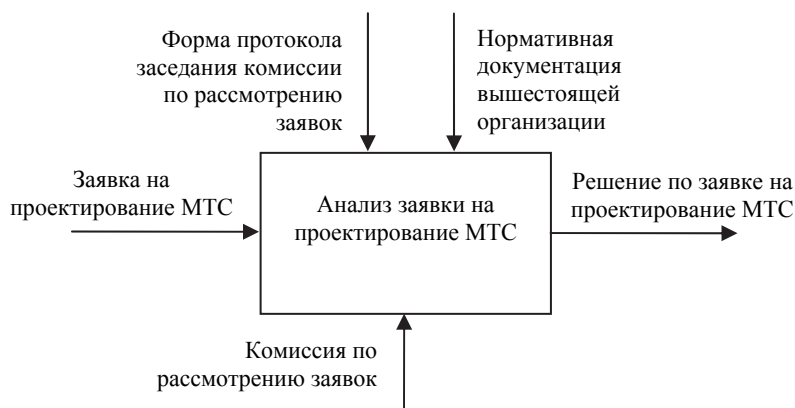 Форма протокола
заседания комиссии
по рассмотрению
заявок
Нормативная
документация
вышестоящей
организации
Заявка на
проектирование МТС
Анализ заявки на
проектирование МТС
Решение по заявке на
проектирование МТС
Комиссия по
рассмотрению заявок